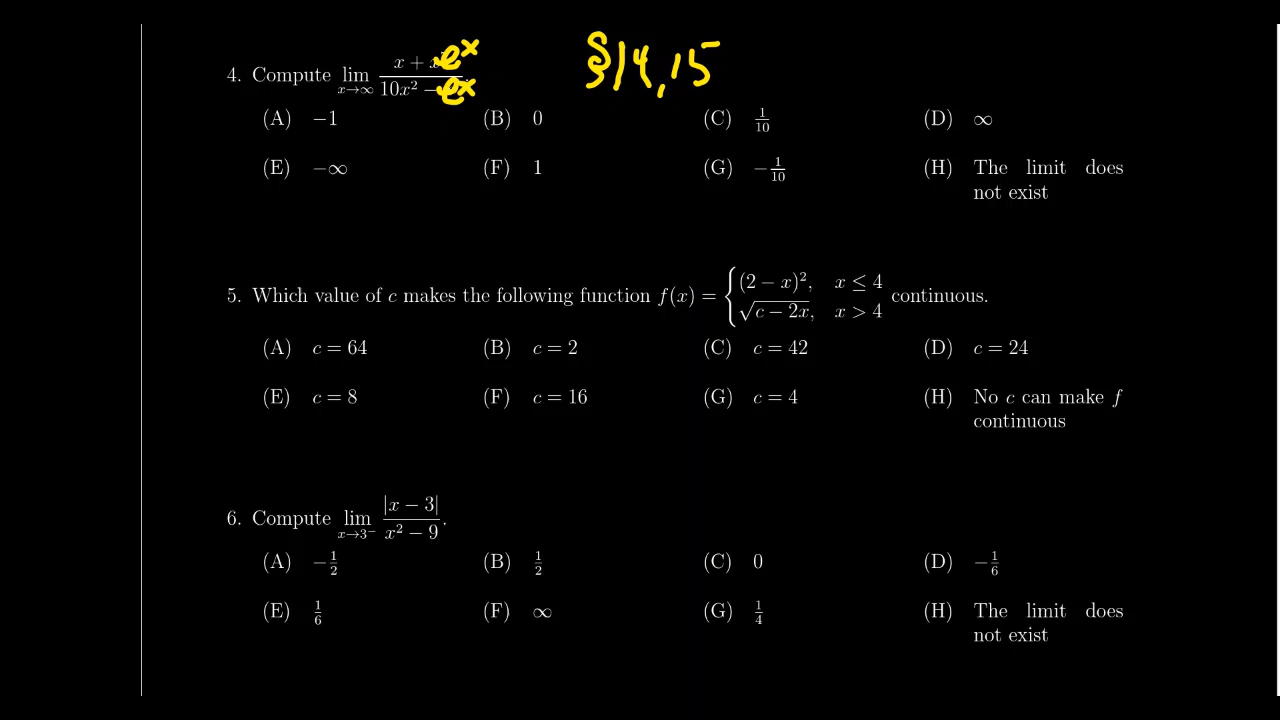 §14,15
4. Compute lim x→∞ (x + e^x)/(10x² − e^x).
(A) −1 (B) 0 (C) 1/10 (D) ∞
(E) −∞ (F) 1 (G) −1/10 (H) The limit does
not exist
5. Which value of c makes the following function f(x) = { (2 − x)², x ≤ 4
√(c − 2x), x > 4 continuous.
(A) c = 64 (B) c = 2 (C) c = 42 (D) c = 24
(E) c = 8 (F) c = 16 (G) c = 4 (H) No c can make f
continuous
6. Compute lim x→3⁻ |x − 3|/(x² − 9).
(A) −1/2 (B) 1/2 (C) 0 (D) −1/6
(E) 1/6 (F) ∞ (G) 1/4 (H) The limit does
not exist